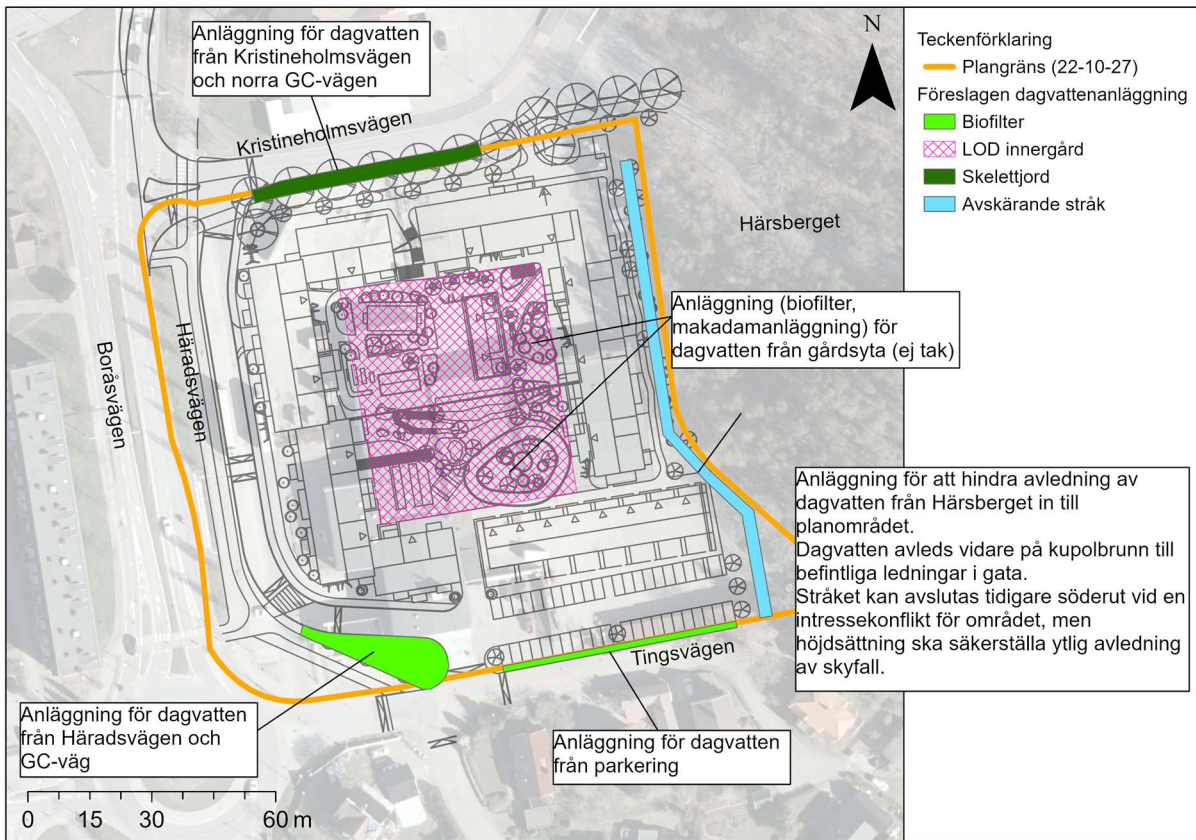 Anläggning för dagvatten
från Kristineholmsvägen
och norra GC-vägen
Kristineholmsvägen
N
Teckenförklaring
Plangräns (22-10-27)
Föreslagen dagvattenanläggning
Biofilter
LOD innergård
Skelettjord
Avskärande stråk
Härsberget
Anläggning (biofilter,
makadamanläggning) för
dagvatten från gårdsyta (ej tak)
Boråsvägen
Häradsvägen
Anläggning för att hindra avledning av
dagvatten från Härsberget in till
planområdet.
Dagvatten avleds vidare på kupolbrunn till
befintliga ledningar i gata.
Stråket kan avslutas tidigare söderut vid en
intressekonflikt för området, men
höjdsättning ska säkerställa ytlig avledning
av skyfall.
Tingsvägen
Anläggning för dagvatten
från Häradsvägen och
GC-väg
Anläggning för dagvatten
från parkering
0 15 30 60 m